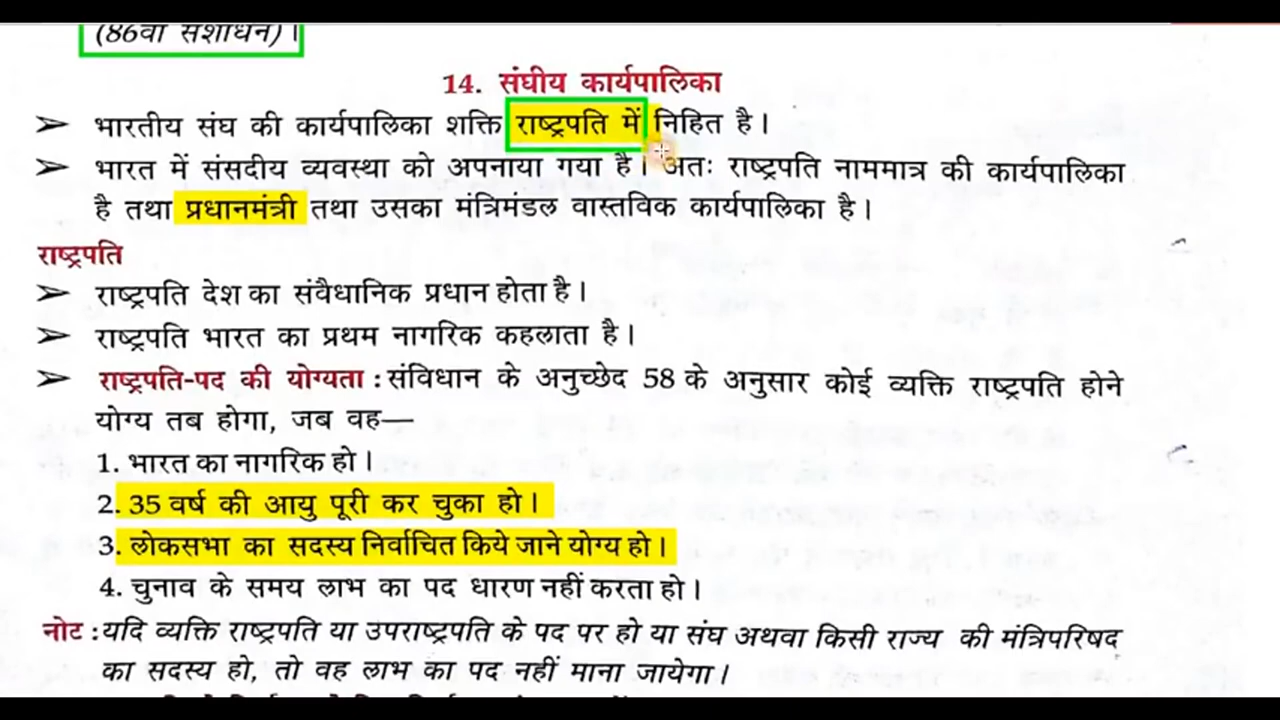 (86वाँ संशोधन)।
14. संघीय कार्यपालिका
➢ भारतीय संघ की कार्यपालिका शक्ति राष्ट्रपति में निहित है।
➢ भारत में संसदीय व्यवस्था को अपनाया गया है। अतः राष्ट्रपति नाममात्र की कार्यपालिका
है तथा प्रधानमंत्री तथा उसका मंत्रिमंडल वास्तविक कार्यपालिका है।
राष्ट्रपति
➢ राष्ट्रपति देश का संवैधानिक प्रधान होता है।
➢ राष्ट्रपति भारत का प्रथम नागरिक कहलाता है।
➢ राष्ट्रपति-पद की योग्यता : संविधान के अनुच्छेद 58 के अनुसार कोई व्यक्ति राष्ट्रपति होने
योग्य तब होगा, जब वह—
1. भारत का नागरिक हो।
2. 35 वर्ष की आयु पूरी कर चुका हो।
3. लोकसभा का सदस्य निर्वाचित किये जाने योग्य हो।
4. चुनाव के समय लाभ का पद धारण नहीं करता हो।
नोट : यदि व्यक्ति राष्ट्रपति या उपराष्ट्रपति के पद पर हो या संघ अथवा किसी राज्य की मंत्रिपरिषद
का सदस्य हो, तो वह लाभ का पद नहीं माना जायेगा।